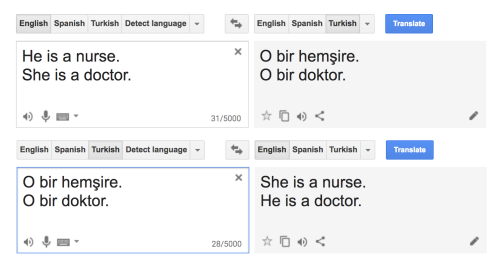 English Spanish Turkish Detect language English Spanish Turkish Translate
He is a nurse.
She is a doctor.
31/5000
O bir hemşire.
O bir doktor.
English Spanish Turkish Detect language English Spanish Turkish Translate
O bir hemşire.
O bir doktor.
28/5000
She is a nurse.
He is a doctor.